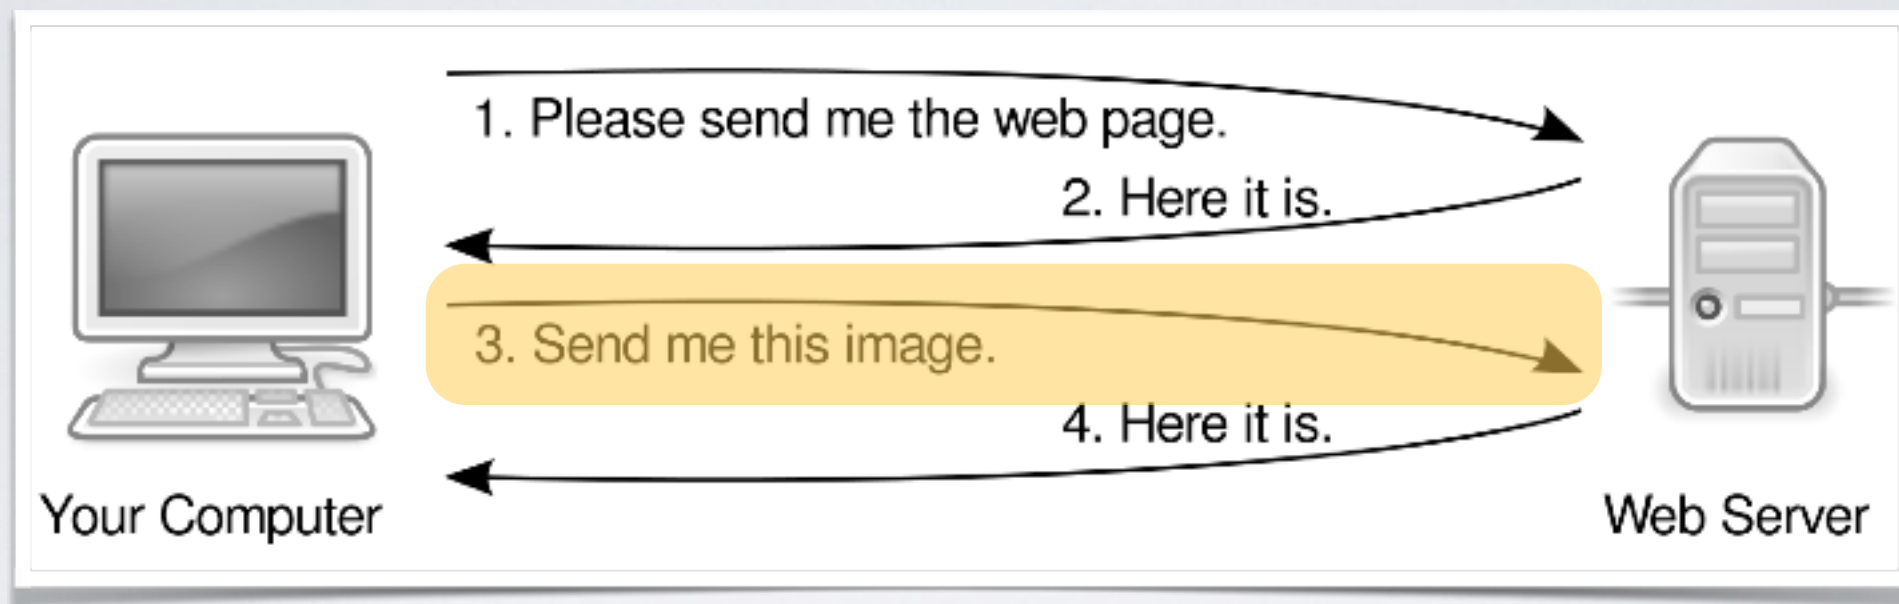 1. Please send me the web page.
2. Here it is.
3. Send me this image.
4. Here it is.
Your Computer
Web Server